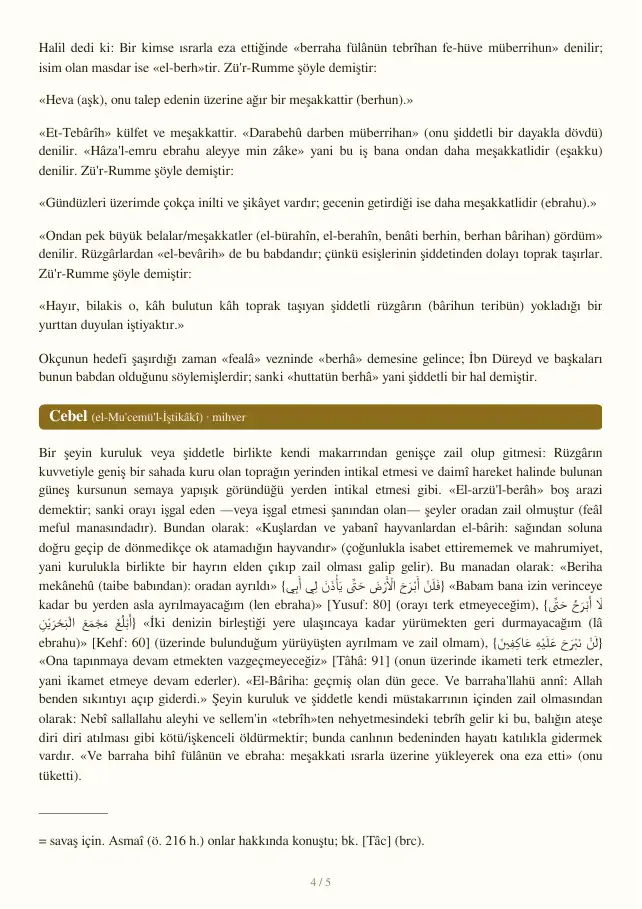 Halil dedi ki: Bir kimse ısrarla eza ettiğinde «berraha fülânün tebrîhan fe-hüve müberrihun» denilir;
isim olan masdar ise «el-berh»tir. Zü'r-Rumme şöyle demiştir:
«Heva (aşk), onu talep edenin üzerine ağır bir meşakkattir (berhun).»
«Et-Tebârîh» külfet ve meşakkattir. «Darabehû darben müberrihan» (onu şiddetli bir dayakla dövdü)
denilir. «Hâza'l-emru ebrahu aleyye min zâke» yani bu iş bana ondan daha meşakkatlidir (eşakku)
denilir. Zü'r-Rumme şöyle demiştir:
«Gündüzleri üzerimde çokça inilti ve şikâyet vardır; gecenin getirdiği ise daha meşakkatlidir (ebrahu).»
«Ondan pek büyük belalar/meşakkatler (el-bürahîn, el-berahîn, benâti berhin, berhan bârihan) gördüm»
denilir. Rüzgârlardan «el-bevârih» de bu babdandır; çünkü esişlerinin şiddetinden dolayı toprak taşırlar.
Zü'r-Rumme şöyle demiştir:
«Hayır, bilakis o, kâh bulutun kâh toprak taşıyan şiddetli rüzgârın (bârihun teribün) yokladığı bir
yurttan duyulan iştiyaktır.»
Okçunun hedefi şaşırdığı zaman «fealâ» vezninde «berhâ» demesine gelince; İbn Düreyd ve başkaları
bunun babdan olduğunu söylemişlerdir; sanki «huttatün berhâ» yani şiddetli bir hal demiştir.
Cebel (el-Mu'cemü'l-İştikâkî) · mihver
Bir şeyin kuruluk veya şiddetle birlikte kendi makarrından genişçe zail olup gitmesi: Rüzgârın
kuvvetiyle geniş bir sahada kuru olan toprağın yerinden intikal etmesi ve daimî hareket halinde bulunan
güneş kursunun semaya yapışık göründüğü yerden intikal etmesi gibi. «El-arzü'l-berâh» boş arazi
demektir; sanki orayı işgal eden —veya işgal etmesi şanından olan— şeyler oradan zail olmuştur (feâl
meful manasındadır). Bundan olarak: «Kuşlardan ve yabanî hayvanlardan el-bârih: sağından soluna
doğru geçip de dönmedikçe ok atamadığın hayvandır» (çoğunlukla isabet ettirememek ve mahrumiyet,
yani kurulukla birlikte bir hayrın elden çıkıp zail olması galip gelir). Bu manadan olarak: «Beriha
mekânehû (taibe babından): oradan ayrıldı» {فَلَنْ أَبْرَحَ الْأَرْضَ حَتَّى يَأْذَنَ لِي أَبِي} «Babam bana izin verinceye
kadar bu yerden asla ayrılmayacağım (len ebraha)» [Yusuf: 80] (orayı terk etmeyeceğim), {لَا أَبْرَحُ حَتَّى
أَبْلُغَ مَجْمَعَ الْبَحْرَيْنِ} «İki denizin birleştiği yere ulaşıncaya kadar yürümekten geri durmayacağım (lâ
ebrahu)» [Kehf: 60] (üzerinde bulunduğum yürüyüşten ayrılmam ve zail olmam), {لَنْ نَبْرَحَ عَلَيْهِ عَاكِفِينَ}
«Ona tapınmaya devam etmekten vazgeçmeyeceğiz» [Tâhâ: 91] (onun üzerinde ikameti terk etmezler,
yani ikamet etmeye devam ederler). «El-Bâriha: geçmiş olan dün gece. Ve barraha'llahü annî: Allah
benden sıkıntıyı açıp giderdi.» Şeyin kuruluk ve şiddetle kendi müstakarrının içinden zail olmasından
olarak: Nebî sallallahu aleyhi ve sellem'in «tebrîh»ten nehyetmesindeki tebrîh gelir ki bu, balığın ateşe
diri diri atılması gibi kötü/işkenceli öldürmektir; bunda canlının bedeninden hayatı katılıkla gidermek
vardır. «Ve barraha bihî fülânün ve ebraha: meşakkati ısrarla üzerine yükleyerek ona eza etti» (onu
tüketti).
= savaş için. Asmaî (ö. 216 h.) onlar hakkında konuştu; bk. [Tâc] (brc).
4 / 5